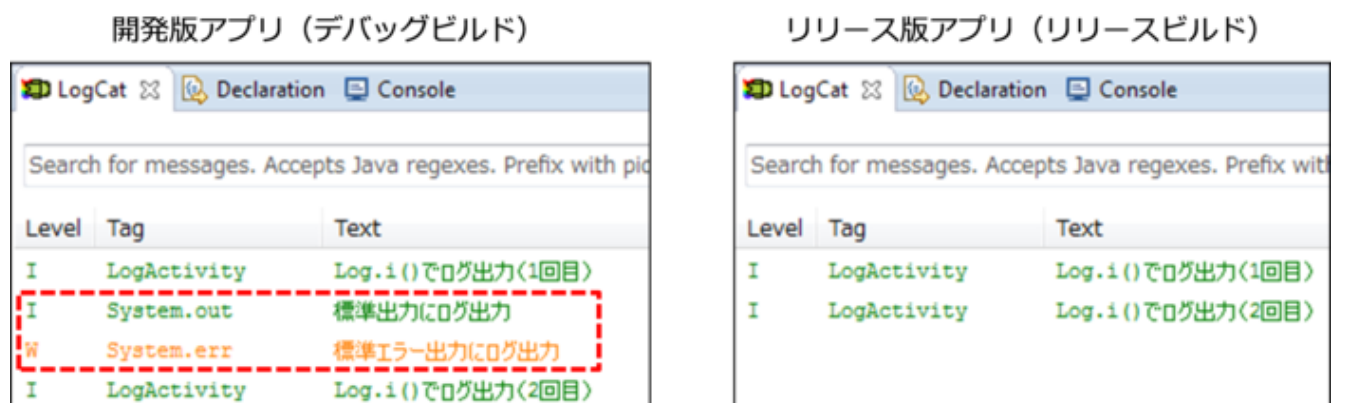 開発版アプリ（デバッグビルド）
LogCat Declaration Console
Search for messages. Accepts Java regexes. Prefix with pid
Level Tag Text
I LogActivity Log.i()でログ出力(1回目)
I System.out 標準出力にログ出力
W System.err 標準エラー出力にログ出力
I LogActivity Log.i()でログ出力(2回目)
リリース版アプリ（リリースビルド）
LogCat Declaration Console
Search for messages. Accepts Java regexes. Prefix with
Level Tag Text
I LogActivity Log.i()でログ出力(1回目)
I LogActivity Log.i()でログ出力(2回目)